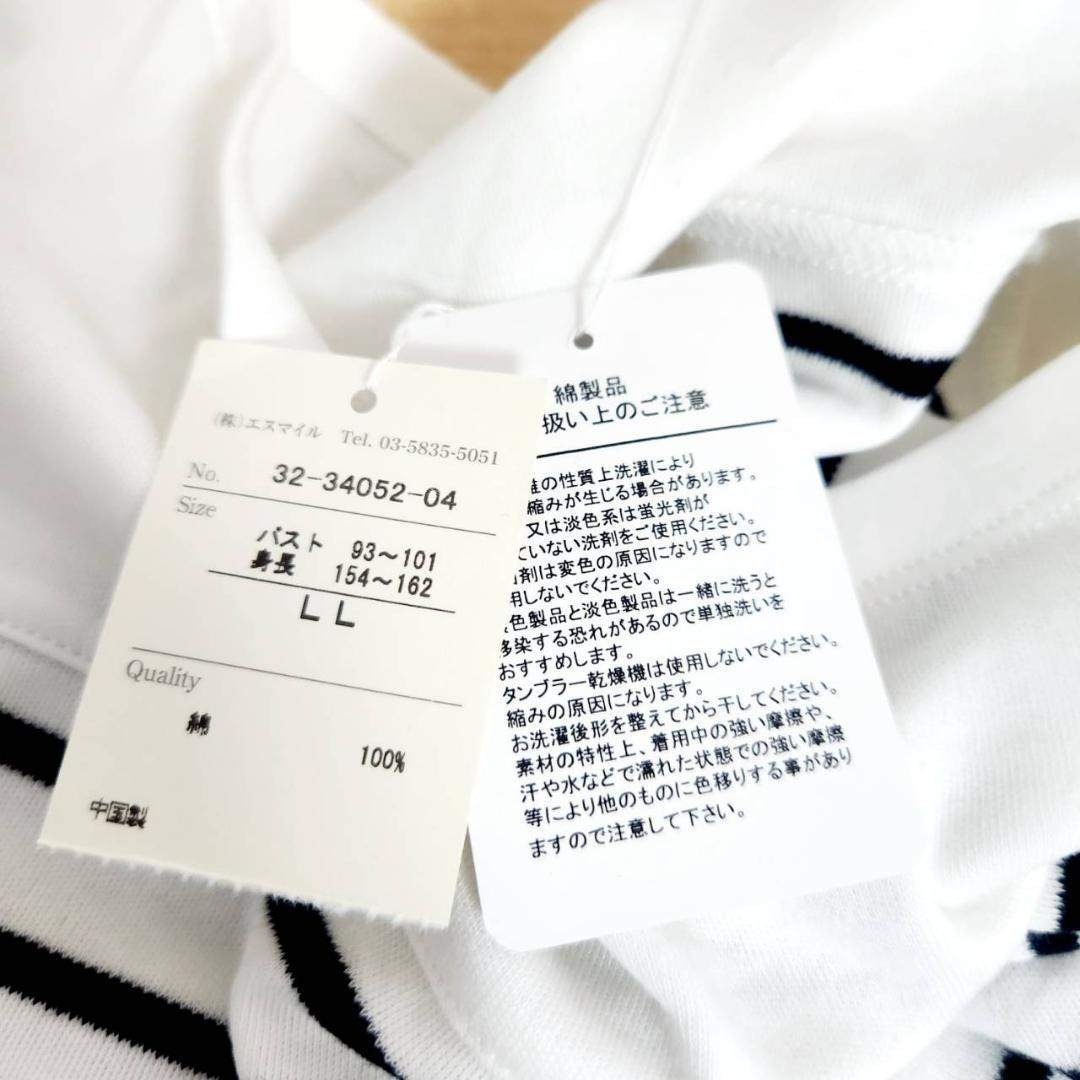 (株)エスマイル Tel. 03-5835-5051
No. 32-34052-04
Size
バスト 93～101
身長 154～162
LL
Quality
綿
100%
中国製
綿製品
扱い上のご注意
の性質上洗濯により
縮みが生じる場合があります。
又は淡色系は蛍光剤が
ていない洗剤をご使用ください。
剤は変色の原因になりますので
用しないでください。
色製品と淡色製品は一緒に洗うと
移染する恐れがあるので単独洗いを
おすすめします。
タンブラー乾燥機は使用しないでください。
縮みの原因になります。
お洗濯後形を整えてから干してください。
素材の特性上、着用中の強い摩擦や、
汗や水などで濡れた状態での強い摩擦
等により他のものに色移りする事があり
ますので注意して下さい。